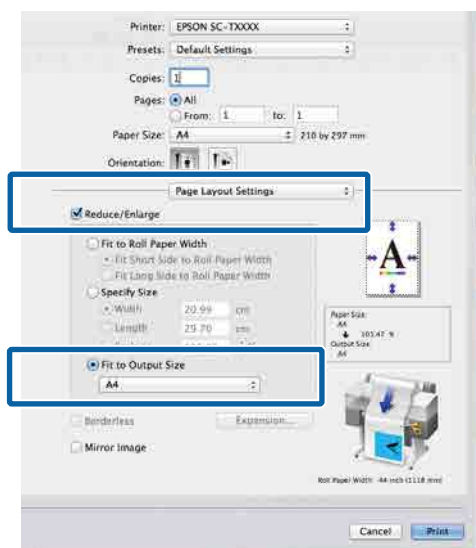 Printer: EPSON SC-TXXXX
Presets: Default Settings
Copies: 1
Pages: All
From: 1 to: 1
Paper Size: A4 210 by 297 mm
Orientation:
Page Layout Settings
Reduce/Enlarge
Fit to Roll Paper Width
Fit Short Side to Roll Paper Width
Fit Long Side to Roll Paper Width
Specify Size
Width 20.99 cm
Length 29.70 cm
Fit to Output Size
A4
Borderless Expansion...
Mirror Image
A
Paper Size:
A4
103.47 %
Output Size
A4
Roll Paper Width: 44 inch (1118 mm)
Cancel Print